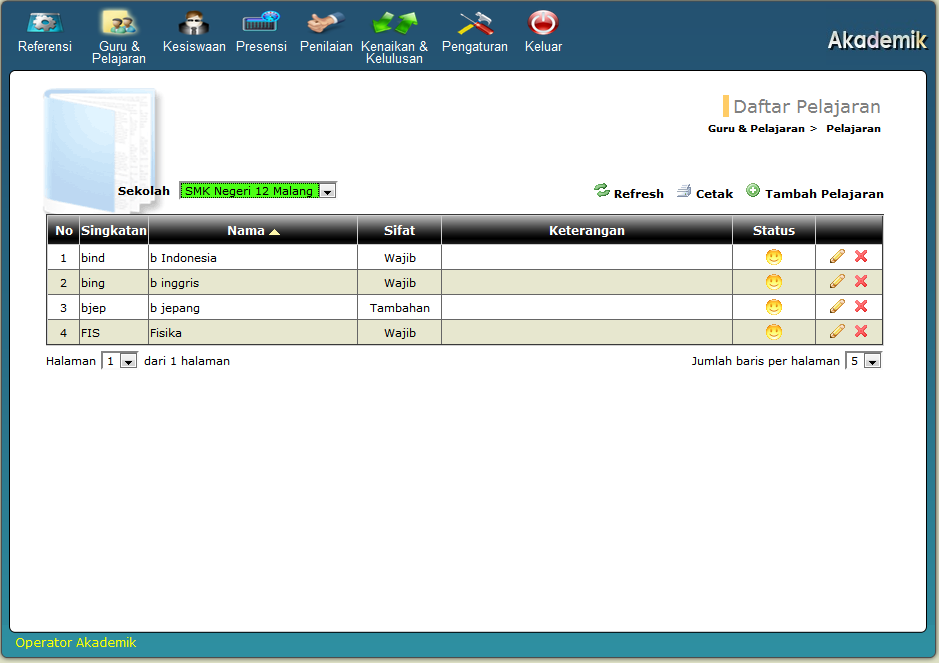 Referensi
Guru &
Pelajaran
Kesiswaan
Presensi
Penilaian
Kenaikan &
Kelulusan
Pengaturan
Keluar
Akademik
Daftar Pelajaran
Guru & Pelajaran > Pelajaran
Sekolah SMK Negeri 12 Malang
Refresh Cetak Tambah Pelajaran
No Singkatan Nama Sifat Keterangan Status
1 bind b Indonesia Wajib
2 bing b inggris Wajib
3 bjep b jepang Tambahan
4 FIS Fisika Wajib
Halaman 1 dari 1 halaman Jumlah baris per halaman 5
Operator Akademik